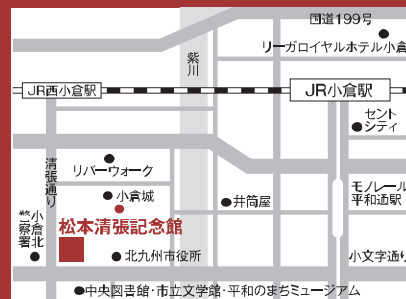 国道199号
リーガロイヤルホテル小倉
紫川
JR西小倉駅
JR小倉駅
セント
シティ
リバーウォーク
清張通り
小倉城
井筒屋
モノレール
平和通駅
松本清張記念館
小倉北
警察署
北九州市役所
小文字通り
中央図書館・市立文学館・平和のまちミュージアム